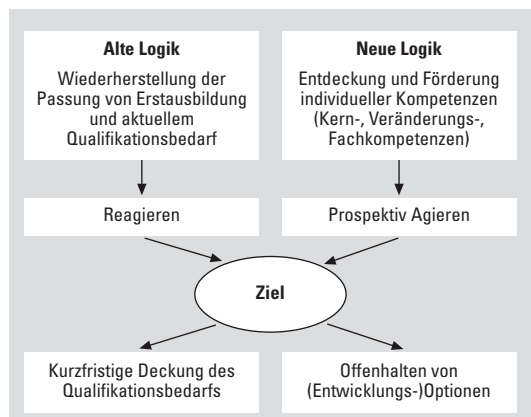 Alte Logik
Wiederherstellung der
Passung von Erstausbildung
und aktuellem
Qualifikationsbedarf
Neue Logik
Entdeckung und Förderung
individueller Kompetenzen
(Kern-, Veränderungs-,
Fachkompetenzen)
Reagieren
Prospektiv Agieren
Ziel
Kurzfristige Deckung des
Qualifikationsbedarfs
Offenhalten von
(Entwicklungs-)Optionen